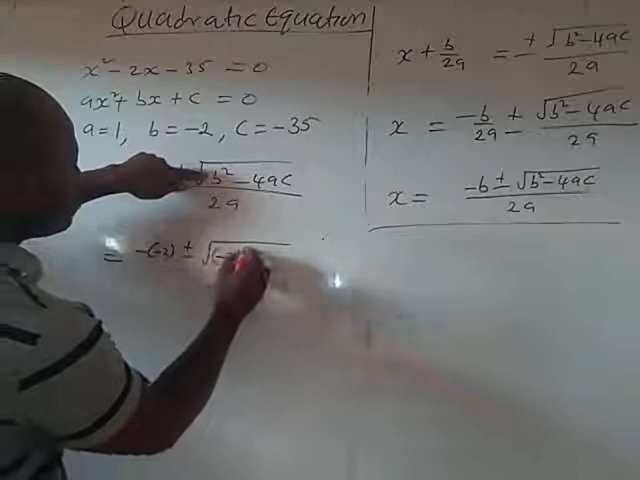 Quadratic Equation
x² - 2x - 35 = 0
ax² + bx + c = 0
a = 1, b = -2, c = -35
√b² - 4ac
2a
= -(-2) ± √(-
x + b/2a = ± √b² - 4ac / 2a
x = -b/2a ± √b² - 4ac / 2a
x = -b ± √b² - 4ac / 2a